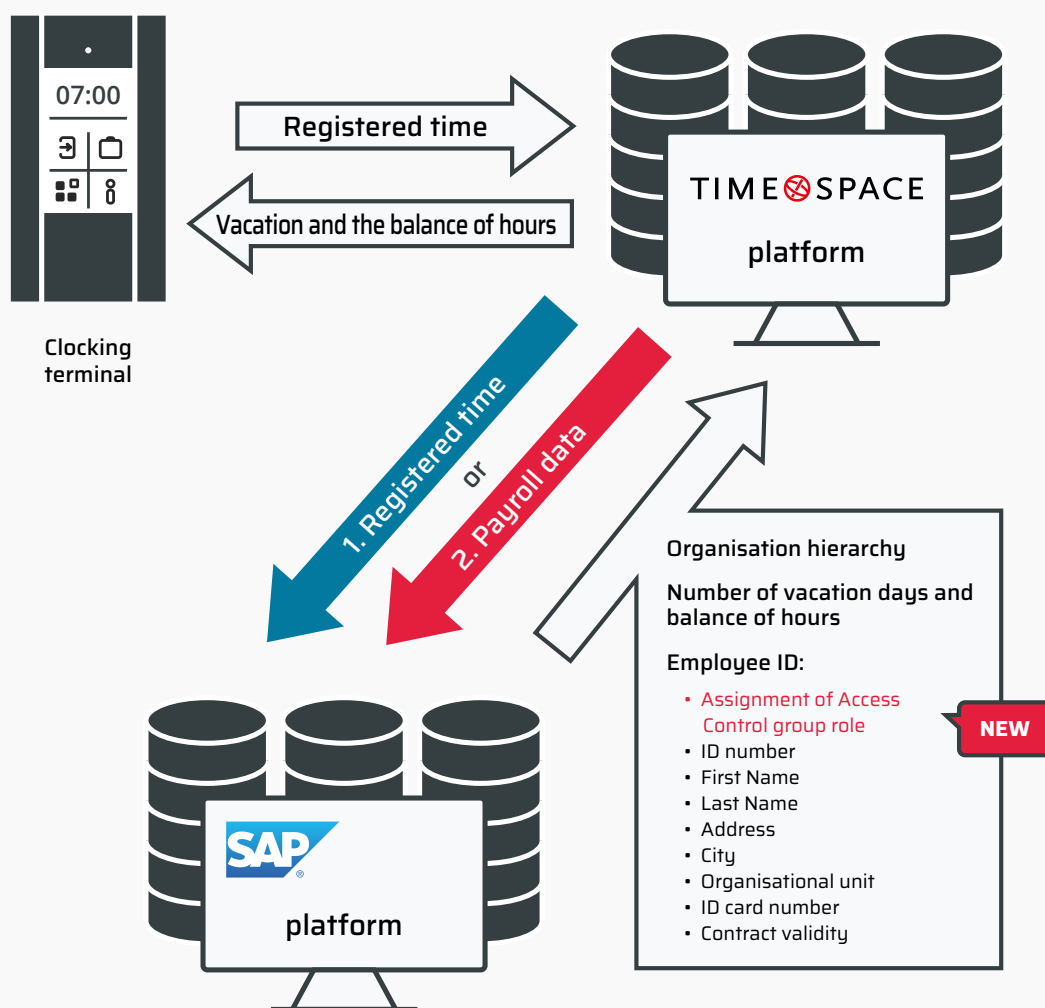 07:00
Registered time
Vacation and the balance of hours
TIME SPACE
platform
Clocking
terminal
1. Registered time
or
2. Payroll data
Organisation hierarchy
Number of vacation days and
balance of hours
Employee ID:
• Assignment of Access
Control group role
NEW
• ID number
• First Name
• Last Name
• Address
• City
• Organisational unit
• ID card number
• Contract validity
SAP®
platform